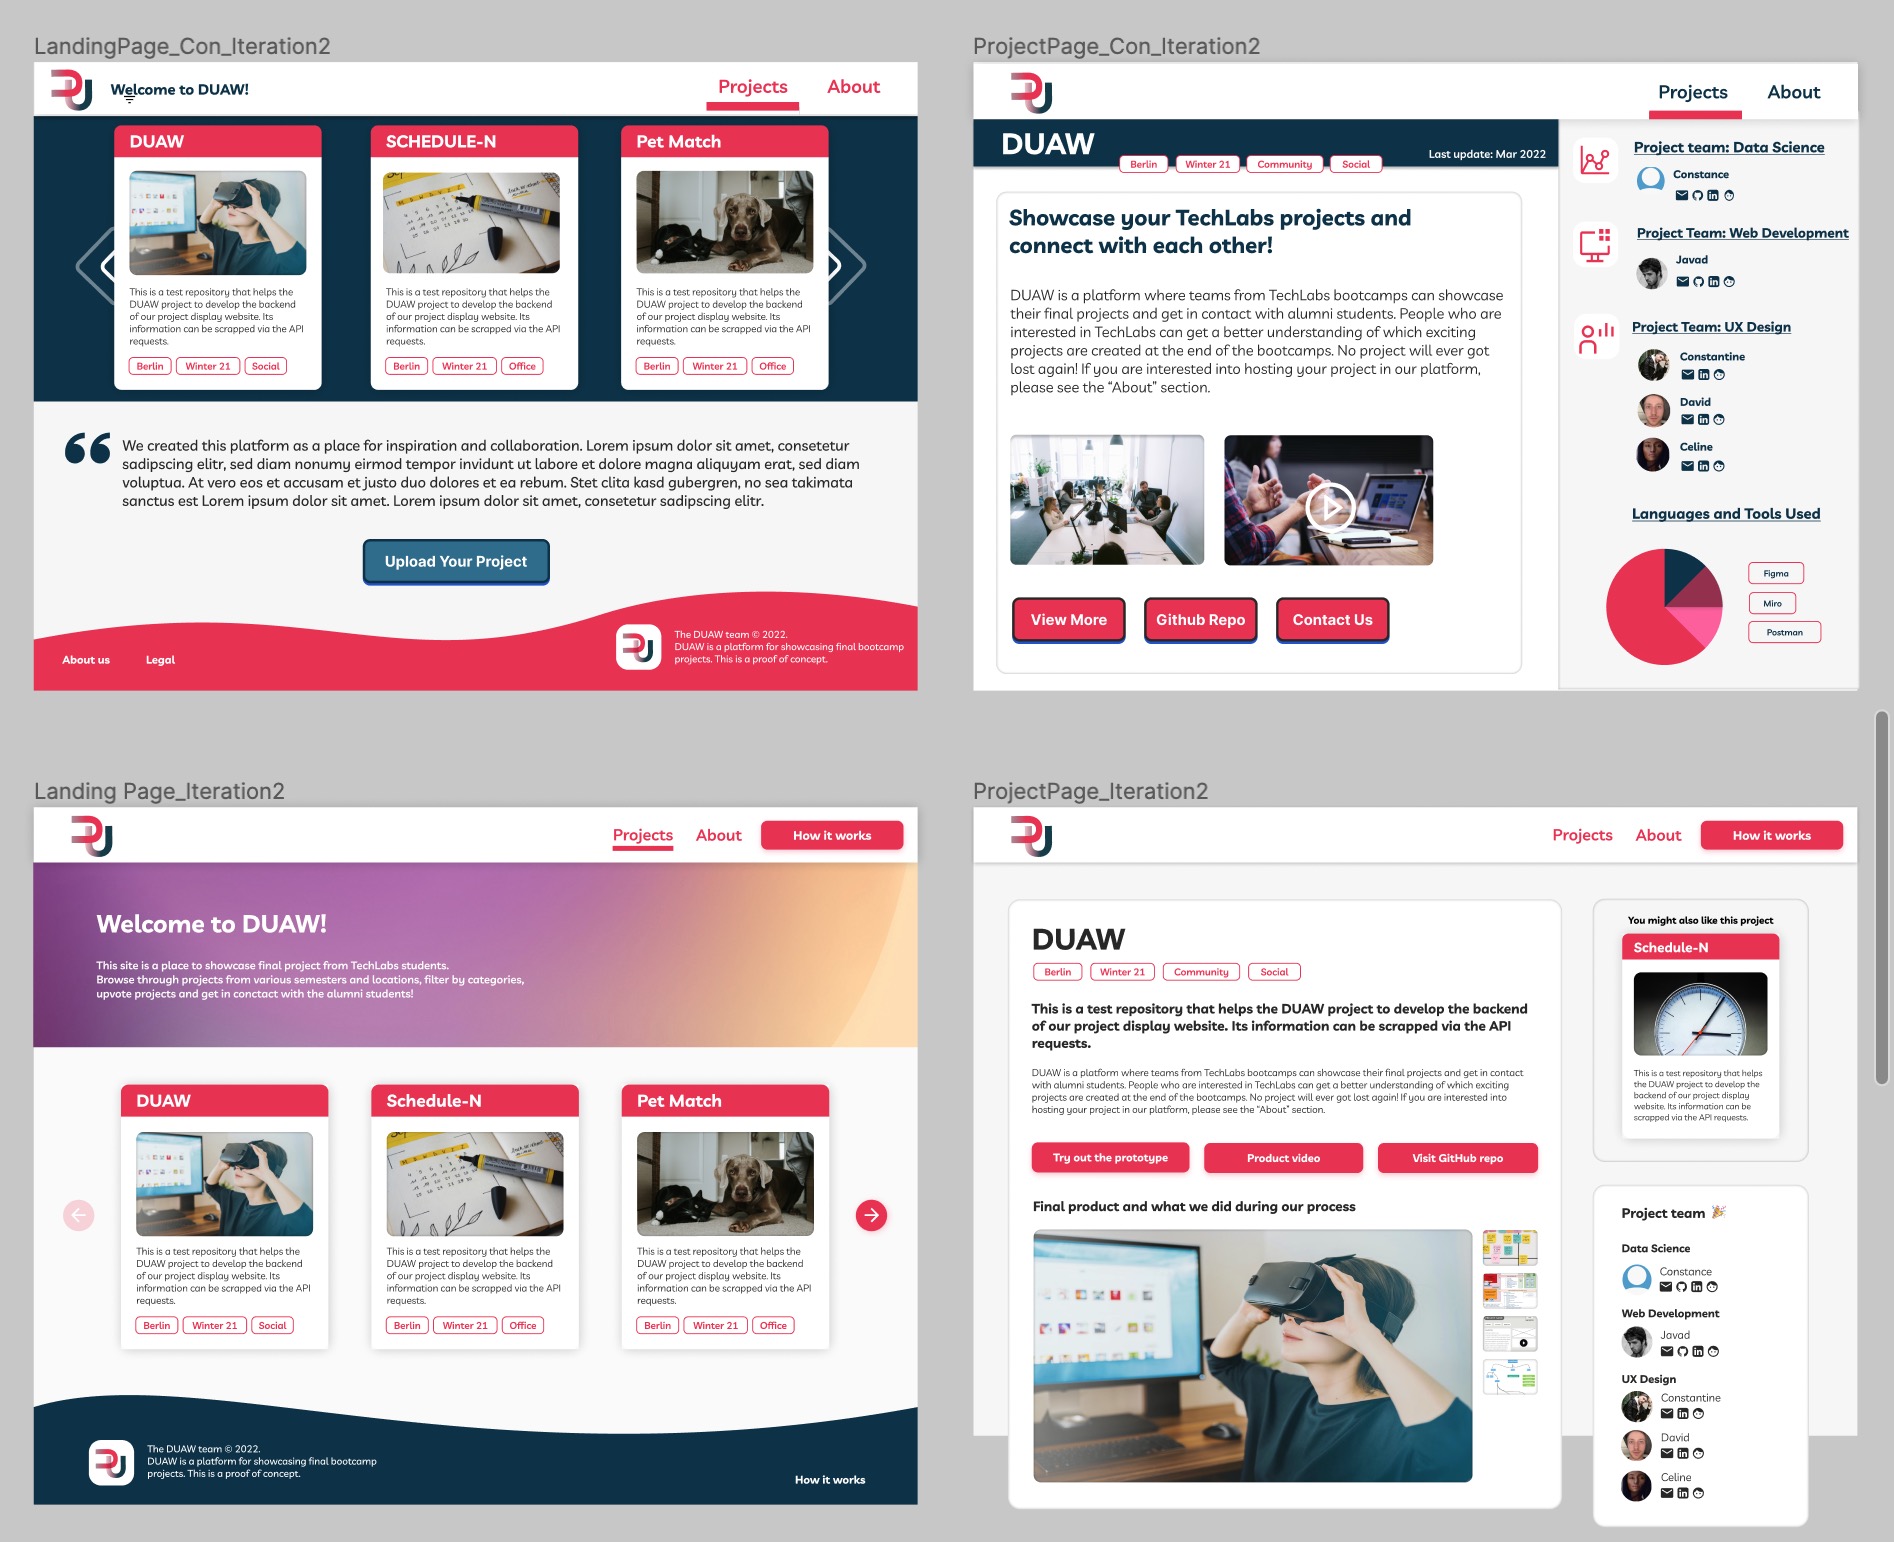 LandingPage_Con_Iteration2
Welcome to DUAW!
Projects
About
DUAW
This is a test repository that helps the
DUAW project to develop the backend
of our project display website. Its
information can be scrapped via the API
requests.
Berlin
Winter 21
Social
SCHEDULE-N
This is a test repository that helps the
DUAW project to develop the backend
of our project display website. Its
information can be scrapped via the API
requests.
Berlin
Winter 21
Office
Pet Match
This is a test repository that helps the
DUAW project to develop the backend
of our project display website. Its
information can be scrapped via the API
requests.
Berlin
Winter 21
Office
We created this platform as a place for inspiration and collaboration. Lorem ipsum dolor sit amet, consetetur
sadipscing elitr, sed diam nonumy eirmod tempor invidunt ut labore et dolore magna aliquyam erat, sed diam
voluptua. At vero eos et accusam et justo duo dolores et ea rebum. Stet clita kasd gubergren, no sea takimata
sanctus est Lorem ipsum dolor sit amet. Lorem ipsum dolor sit amet, consetetur sadipscing elitr.
Upload Your Project
About us
Legal
The DUAW team © 2022.
DUAW is a platform for showcasing final bootcamp
projects. This is a proof of concept.
ProjectPage_Con_Iteration2
Projects
About
DUAW
Berlin
Winter 21
Community
Social
Last update: Mar 2022
Showcase your TechLabs projects and
connect with each other!
DUAW is a platform where teams from TechLabs bootcamps can showcase
their final projects and get in contact with alumni students. People who are
interested in TechLabs can get a better understanding of which exciting
projects are created at the end of the bootcamps. No project will ever got
lost again! If you are interested into hosting your project in our platform,
please see the “About” section.
View More
Github Repo
Contact Us
Project team: Data Science
Constance
Project Team: Web Development
Javad
Project Team: UX Design
Constantine
David
Celine
Languages and Tools Used
Figma
Miro
Postman
Landing Page_Iteration2
Projects
About
How it works
Welcome to DUAW!
This site is a place to showcase final project from TechLabs students.
Browse through projects from various semesters and locations, filter by categories,
upvote projects and get in conctact with the alumni students!
DUAW
This is a test repository that helps the
DUAW project to develop the backend
of our project display website. Its
information can be scrapped via the API
requests.
Berlin
Winter 21
Social
Schedule-N
This is a test repository that helps the
DUAW project to develop the backend
of our project display website. Its
information can be scrapped via the API
requests.
Berlin
Winter 21
Office
Pet Match
This is a test repository that helps the
DUAW project to develop the backend
of our project display website. Its
information can be scrapped via the API
requests.
Berlin
Winter 21
Office
The DUAW team © 2022.
DUAW is a platform for showcasing final bootcamp
projects. This is a proof of concept.
How it works
ProjectPage_Iteration2
Projects
About
How it works
DUAW
Berlin
Winter 21
Community
Social
This is a test repository that helps the DUAW project to develop the backend
of our project display website. Its information can be scrapped via the API
requests.
DUAW is a platform where teams from TechLabs bootcamps can showcase their final projects and get in contact
with alumni students. People who are interested in TechLabs can get a better understanding of which exciting
projects are created at the end of the bootcamps. No project will ever got lost again! If you are interested into
hosting your project in our platform, please see the “About” section.
Try out the prototype
Product video
Visit GitHub repo
Final product and what we did during our process
You might also like this project
Schedule-N
This is a test repository that helps
the DUAW project to develop the
backend of our project display
website. Its information can be
scrapped via the API requests.
Project team
Data Science
Constance
Web Development
Javad
UX Design
Constantine
David
Celine